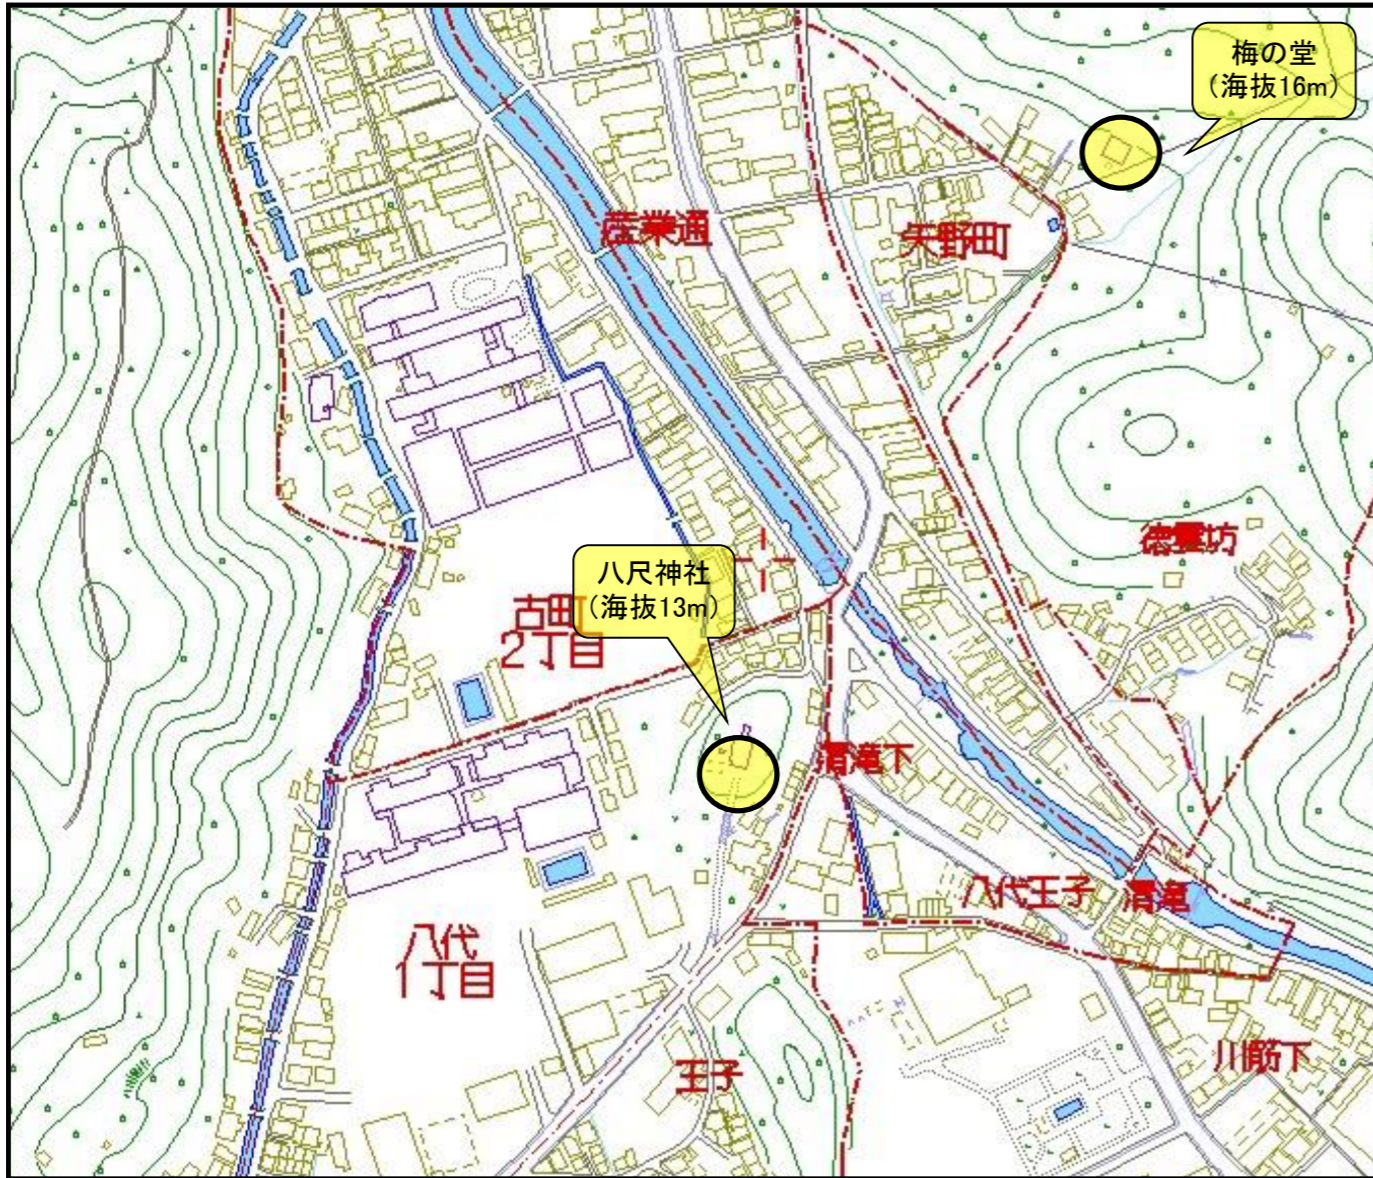 梅の堂
(海抜16m)
産業通
矢野町
徳雲坊
八尺神社
(海抜13m)
古町
2丁目
清滝下
八代王子
清滝
八代
1丁目
王子
川筋下